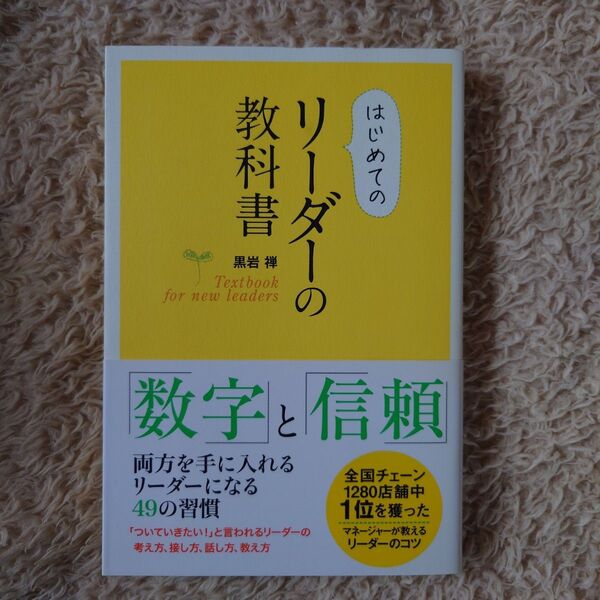 はじめての
リーダーの
教科書
黒岩 禅
Textbook
for new leaders
「数字」と「信頼」
両方を手に入れる
リーダーになる
49の習慣
「ついていきたい!」と言われるリーダーの
考え方、接し方、話し方、教え方
全国チェーン
1280店舗中
1位を獲った
マネージャーが教える
リーダーのコツ